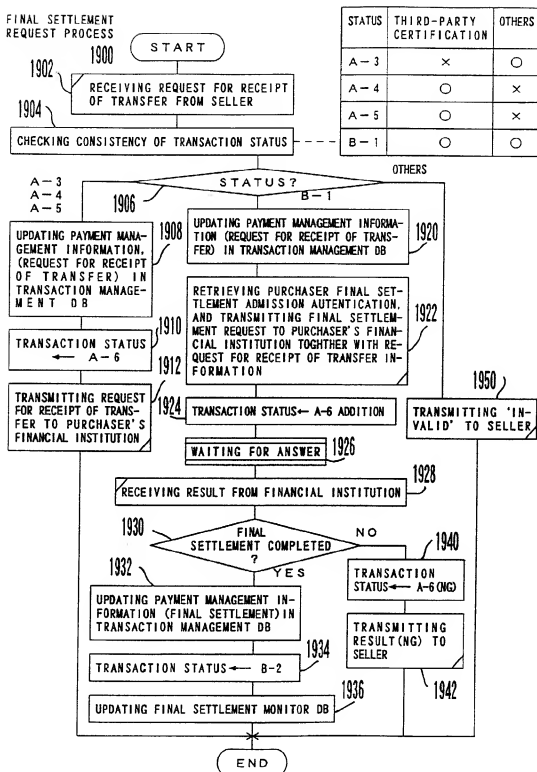 FINAL SETTLEMENT
REQUEST PROCESS
START
1900
1902
RECEIVING REQUEST FOR RECEIPT
OF TRANSFER FROM SELLER
1904
CHECKING CONSISTENCY OF TRANSACTION STATUS
STATUS THIRD-PARTY CERTIFICATION OTHERS
A-3 × ○
A-4 ○ ×
A-5 ○ ×
B-1 ○ ○
STATUS?
1906
A-3
A-4
A-5
B-1
OTHERS
UPDATING PAYMENT MANA-
GEMENT INFORMATION,
(REQUEST FOR RECEIPT
OF TRANSFER) IN
TRANSACTION MANAGE-
MENT DB
1908
TRANSACTION STATUS
← A-6
1910
TRANSMITTING REQUEST
FOR RECEIPT OF TRANS-
FER TO PURCHASER'S
FINANCIAL INSTITUTION
1912
UPDATING PAYMENT MANAGEMENT INFORMA-
TION (REQUEST FOR RECEIPT OF TRANS-
FER) IN TRANSACTION MANAGEMENT DB
1920
RETRIEVING PURCHASER FINAL SET-
TLEMENT ADMISSION AUTENTICATION,
AND TRANSMITTING FINAL SETTLE-
MENT REQUEST TO PURCHASER'S FINAN-
CIAL INSTITUTION TOGHTHER WITH RE-
QUEST FOR RECEIPT OF TRANSFER IN-
FORMATION
1922
1924
TRANSACTION STATUS← A-6 ADDITION
WAITING FOR ANSWER
1926
RECEIVING RESULT FROM FINANCIAL INSTITUTION
1928
1930
FINAL
SETTLEMENT COMPLETED
?
NO
YES
1932
UPDATING PAYMENT MANAGEMENT IN-
FORMATION (FINAL SETTLEMENT) IN
TRANSACTION MANAGEMENT DB
TRANSACTION STATUS ← B-2
1934
UPDATING FINAL SETTLEMENT MONITOR DB
1936
1940
TRANSACTION
STATUS← A-6(NG)
TRANSMITTING
RESULT(NG) TO
SELLER
1942
1950
TRANSMITTING 'IN-
VALID' TO SELLER
END